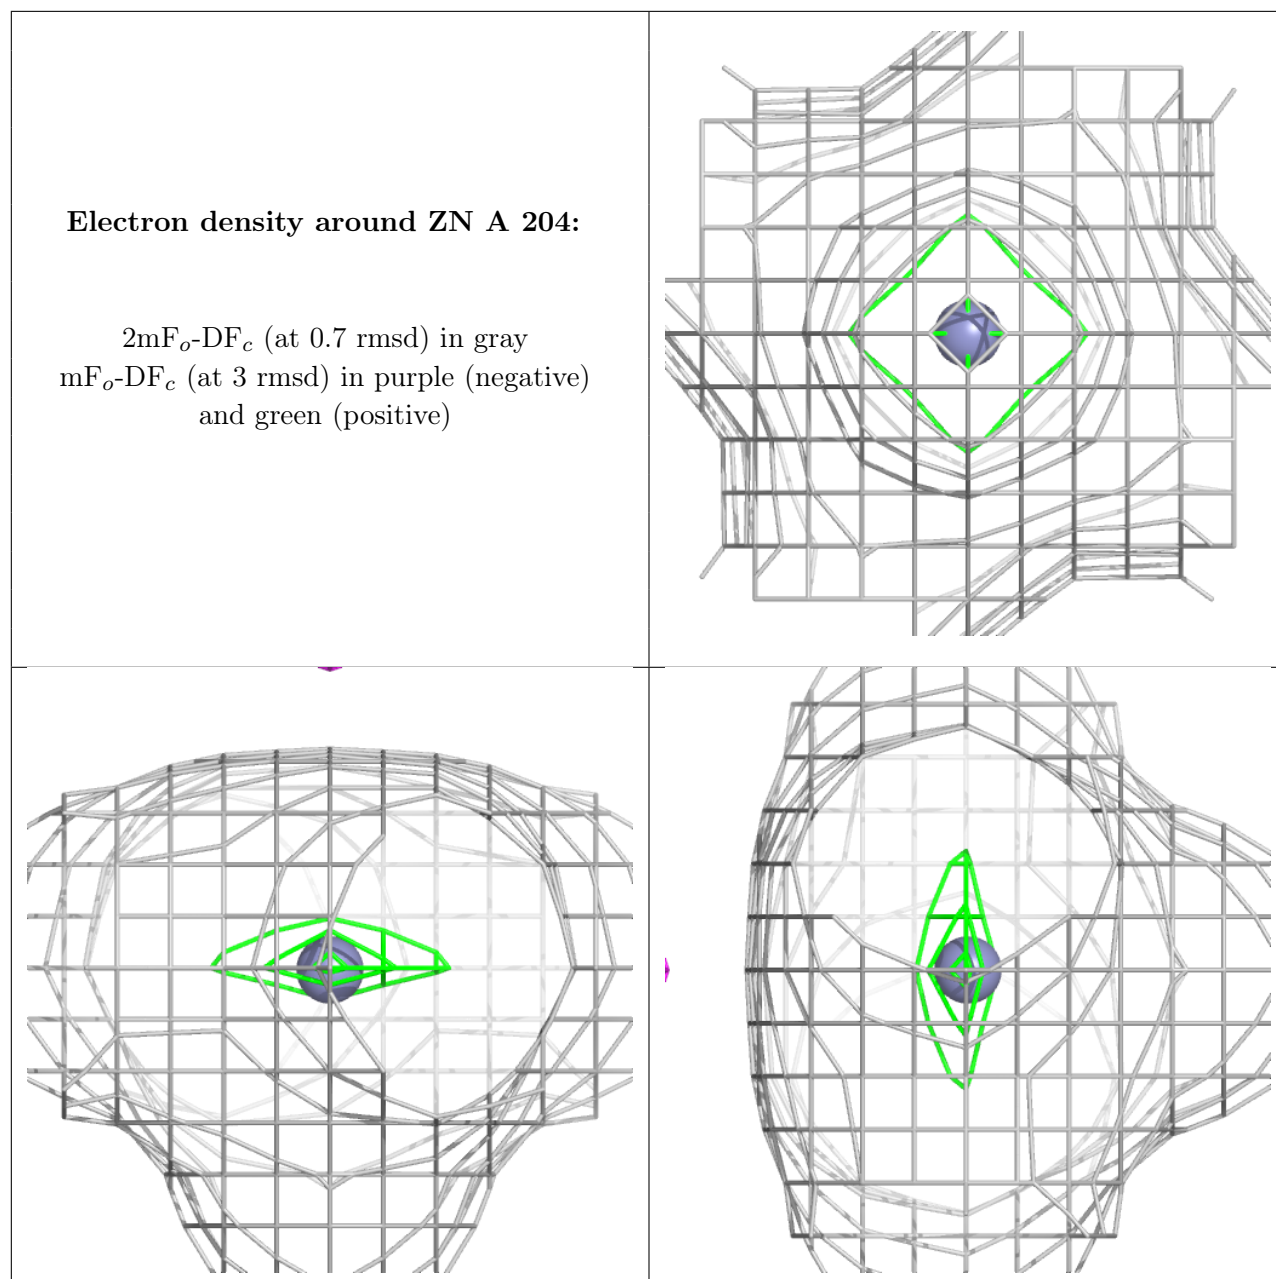 Electron density around ZN A 204:
2mFo-DFc (at 0.7 rmsd) in gray
mFo-DFc (at 3 rmsd) in purple (negative)
and green (positive)